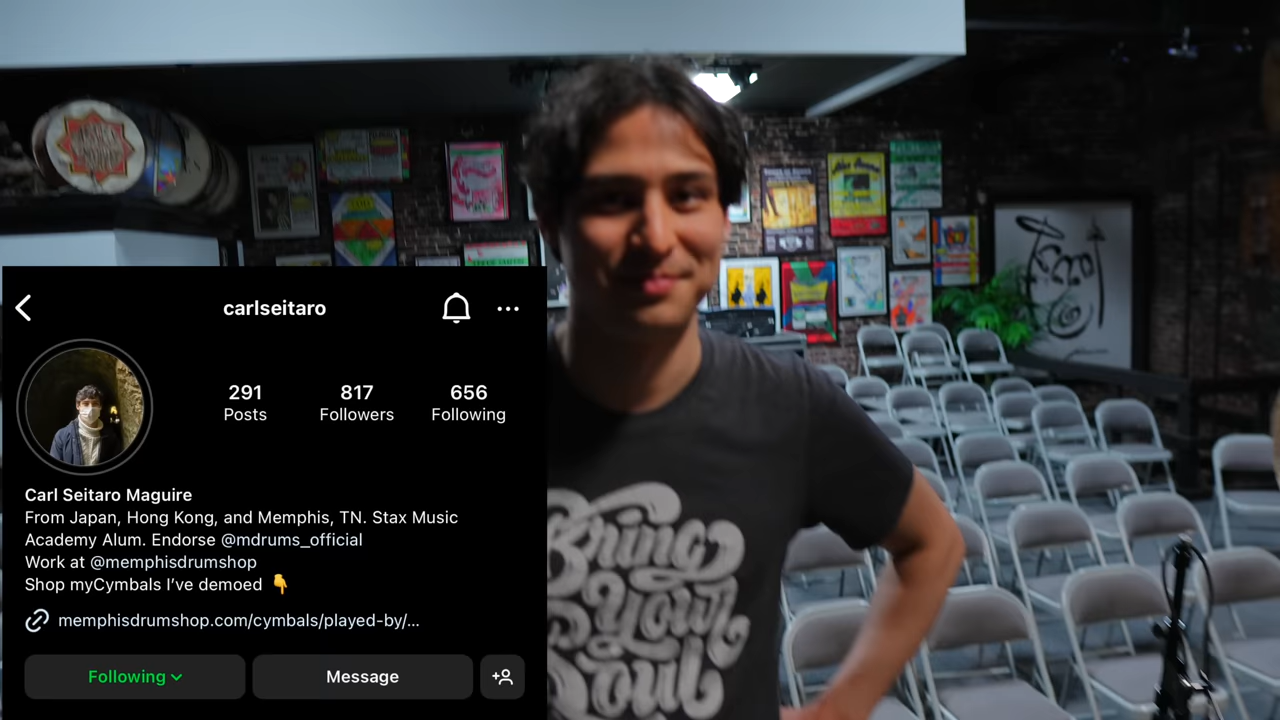 carlseitaro
291
817
656
Posts
Followers
Following
Carl Seitaro Maguire
From Japan, Hong Kong, and Memphis, TN. Stax Music
Academy Alum. Endorse @mdrums_official
Work at @memphisdrumshop
Shop myCymbals I’ve demoed 👇
memphisdrumshop.com/cymbals/played-by/...
Following
Message
Bring
Your
Soul